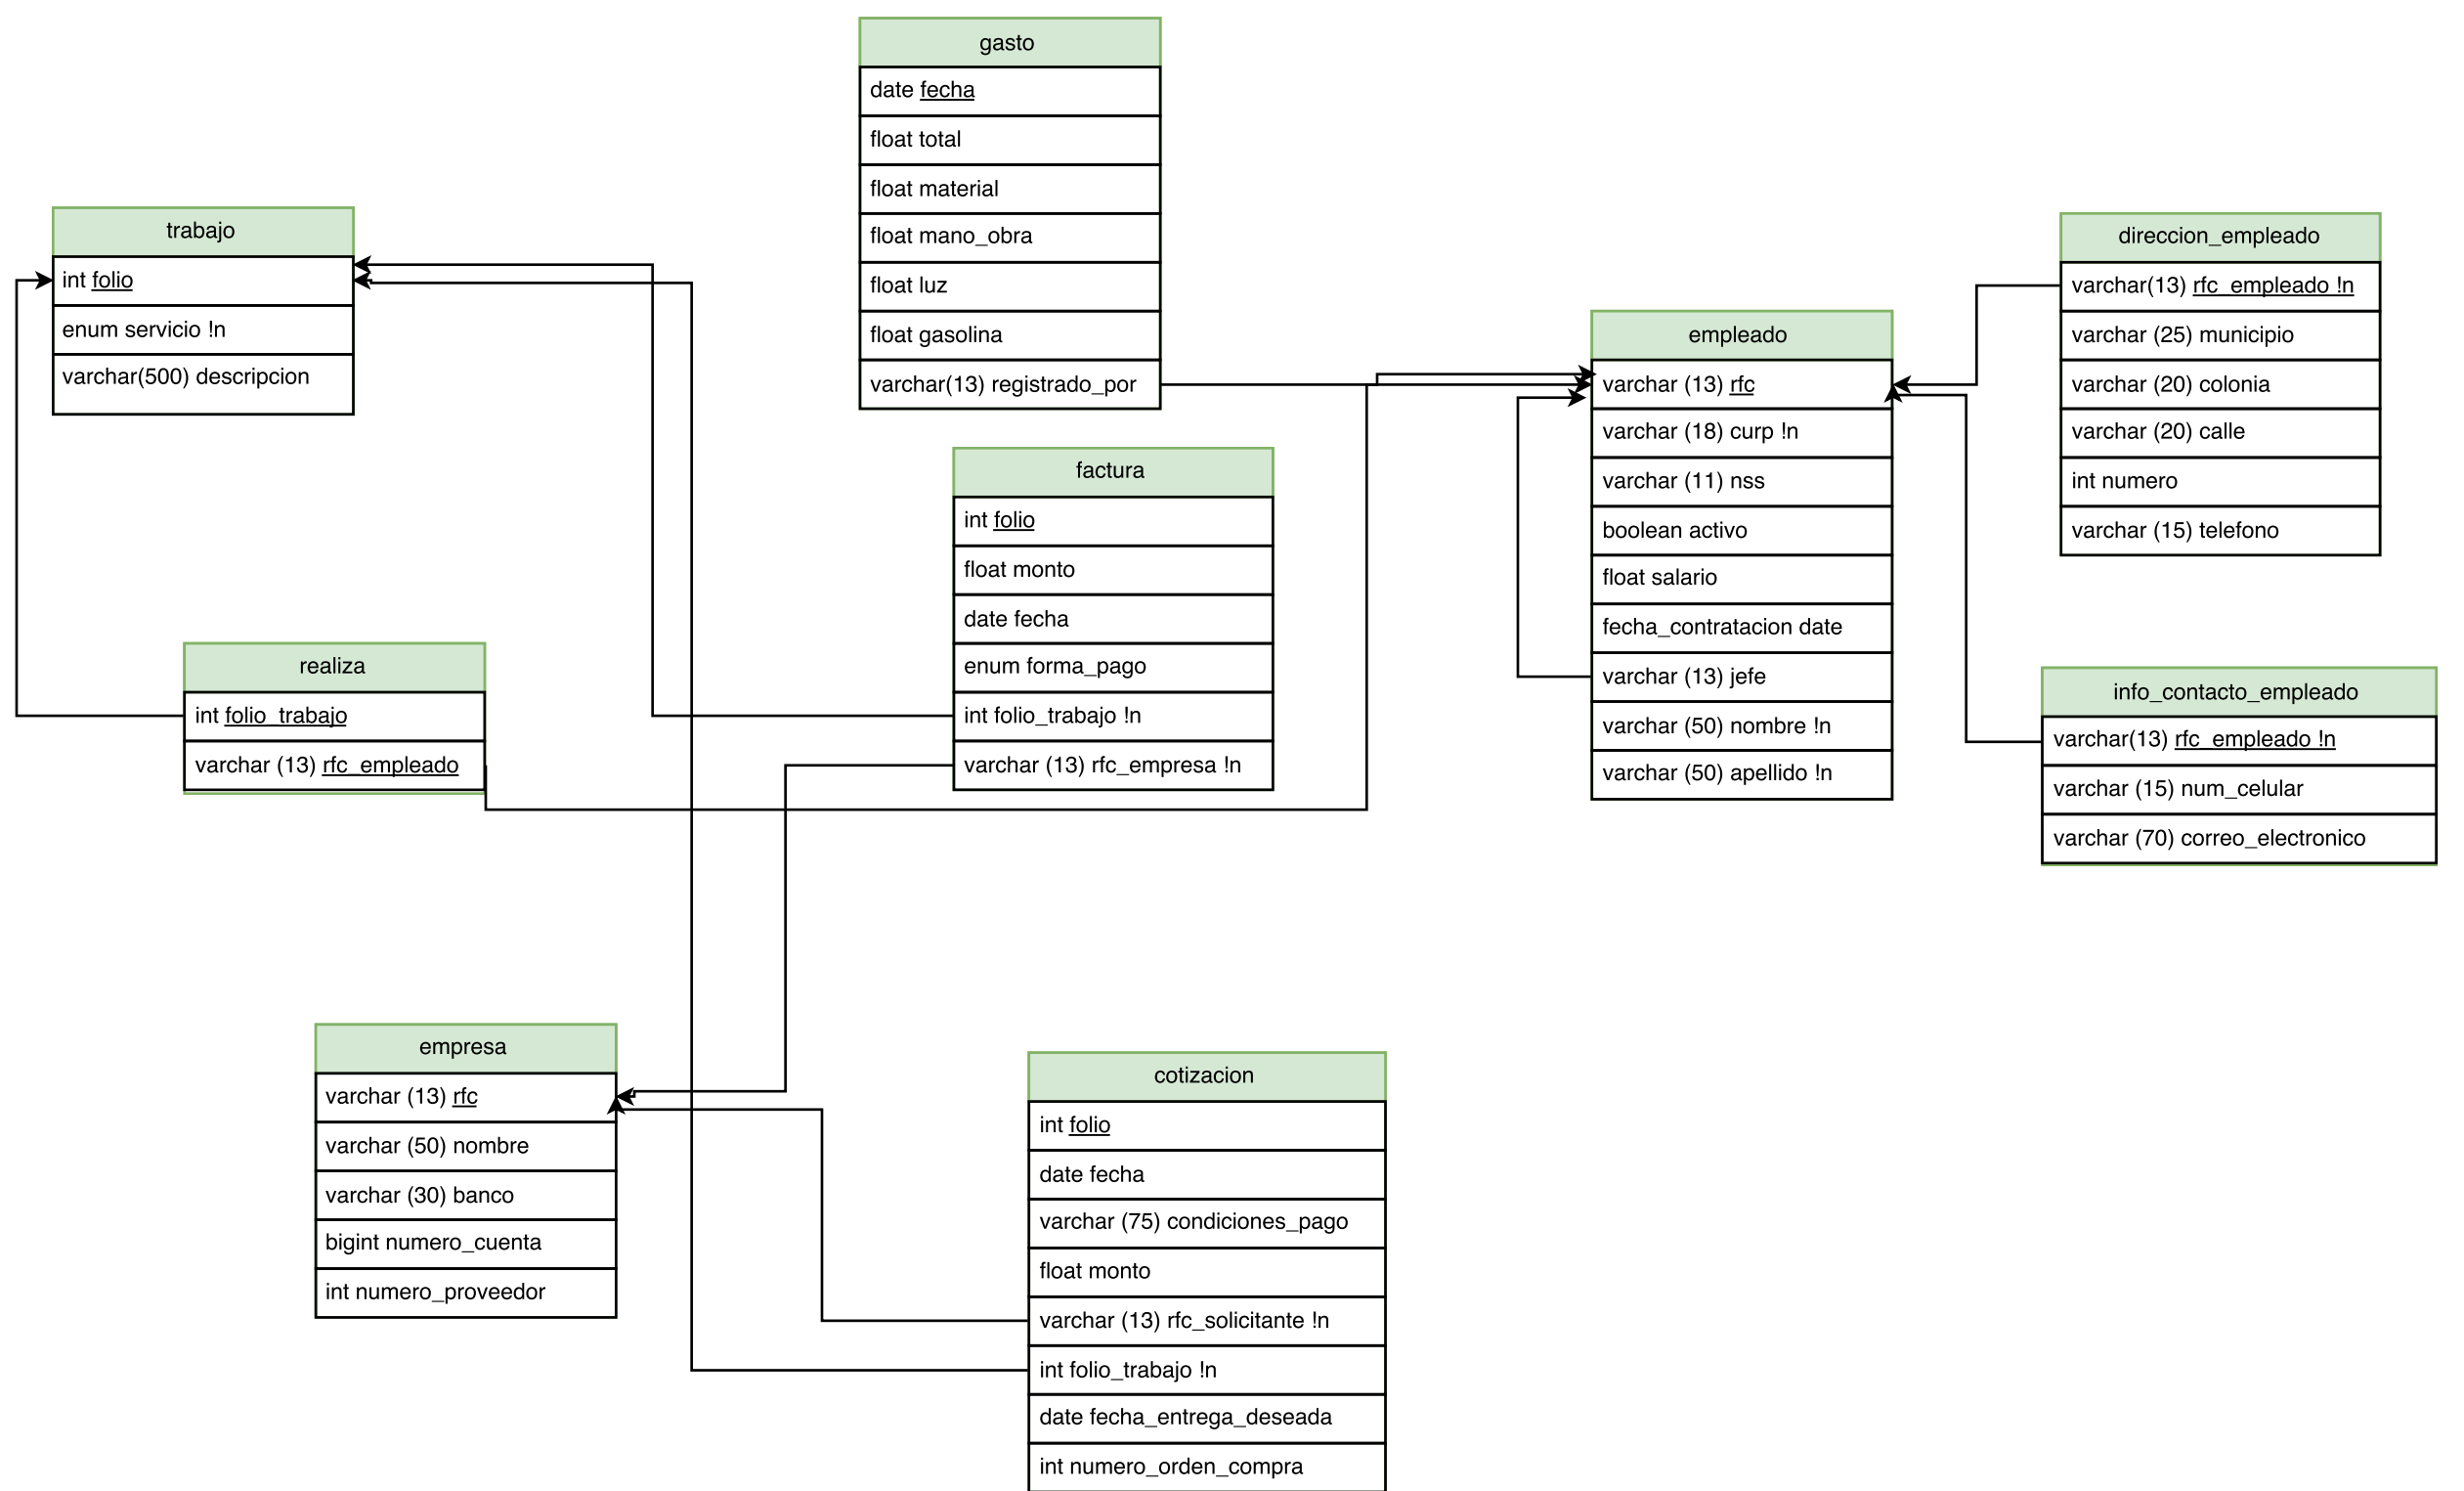 gasto
date fecha
float total
float material
float mano_obra
float luz
float gasolina
varchar(13) registrado_por
trabajo
int folio
enum servicio !n
varchar(500) descripcion
direccion_empleado
varchar(13) rfc_empleado !n
varchar (25) municipio
varchar (20) colonia
varchar (20) calle
int numero
varchar (15) telefono
empleado
varchar (13) rfc
varchar (18) curp !n
varchar (11) nss
boolean activo
float salario
fecha_contratacion date
varchar (13) jefe
varchar (50) nombre !n
varchar (50) apellido !n
factura
int folio
float monto
date fecha
enum forma_pago
int folio_trabajo !n
varchar (13) rfc_empresa !n
realiza
int folio_trabajo
varchar (13) rfc_empleado
info_contacto_empleado
varchar(13) rfc_empleado !n
varchar (15) num_celular
varchar (70) correo_electronico
empresa
varchar (13) rfc
varchar (50) nombre
varchar (30) banco
bigint numero_cuenta
int numero_proveedor
cotizacion
int folio
date fecha
varchar (75) condiciones_pago
float monto
varchar (13) rfc_solicitante !n
int folio_trabajo !n
date fecha_entrega_deseada
int numero_orden_compra